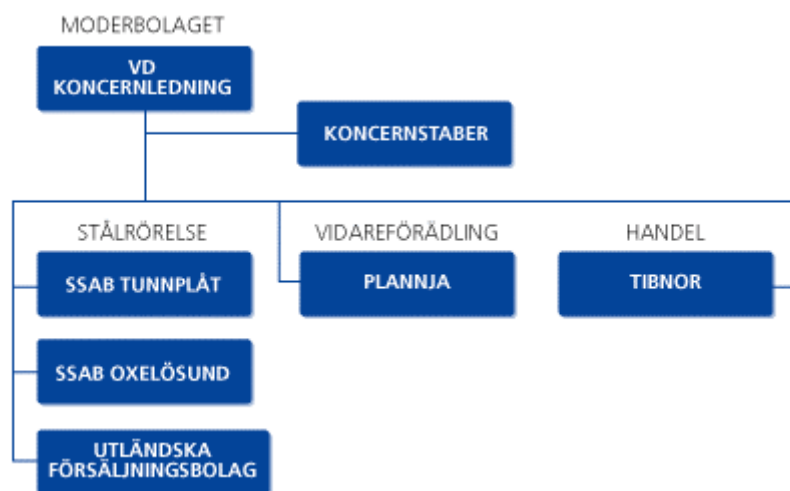 MODERBOLAGET
VD
KONCERNLEDNING
KONCERNSTABER
STÅLRÖRELSE
VIDAREFÖRÄDLING
HANDEL
SSAB TUNNPLÅT
PLANNJA
TIBNOR
SSAB OXELÖSUND
UTLÄNDSKA
FÖRSÄLJNINGSBOLAG